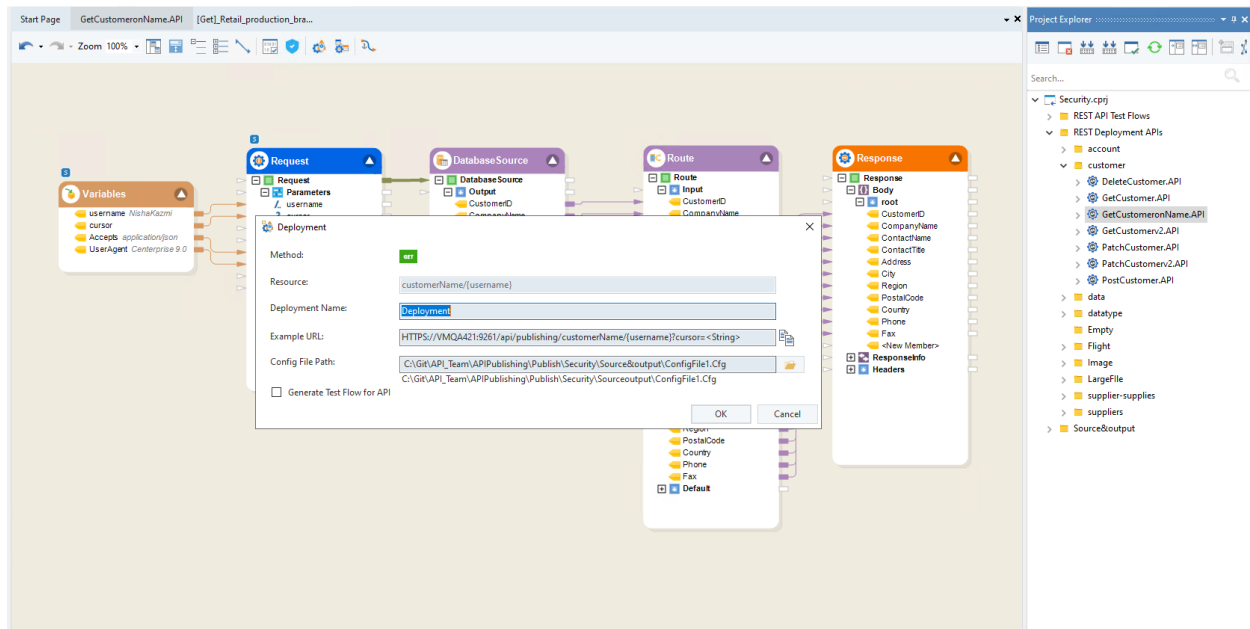 Start Page GetCustomeronName.API [Get]_Retail_production_bra...
Zoom 100%
Variables
username NishaKazmi
cursor
Accepts application/json
UserAgent Centerprise 9.0
Request
Request
Parameters
username
DatabaseSource
DatabaseSource
Output
CustomerID
CompanyName
Route
Route
Input
CustomerID
CompanyName
Response
Response
Body
root
CustomerID
CompanyName
ContactName
ContactTitle
Address
City
Region
PostalCode
Country
Phone
Fax
<New Member>
ResponseInfo
Headers
Deployment
Method: GET
Resource: customerName/{username}
Deployment Name: Deployment
Example URL: HTTPS://VMQA421:9261/api/publishing/customerName/{username}?cursor=<String>
Config File Path: C:\Git\API_Team\APIPublishing\Publish\Security\Source&output\ConfigFile1.Cfg
C:\Git\API_Team\APIPublishing\Publish\Security\Sourceoutput\ConfigFile1.Cfg
Generate Test Flow for API
OK Cancel
Region
PostalCode
Country
Phone
Fax
Default
Project Explorer
Search...
Security.cprj
REST API Test Flows
REST Deployment APIs
account
customer
DeleteCustomer.API
GetCustomer.API
GetCustomeronName.API
GetCustomerv2.API
PatchCustomer.API
PatchCustomerv2.API
PostCustomer.API
data
datatype
Empty
Flight
Image
LargeFIle
supplier-supplies
suppliers
Source&output